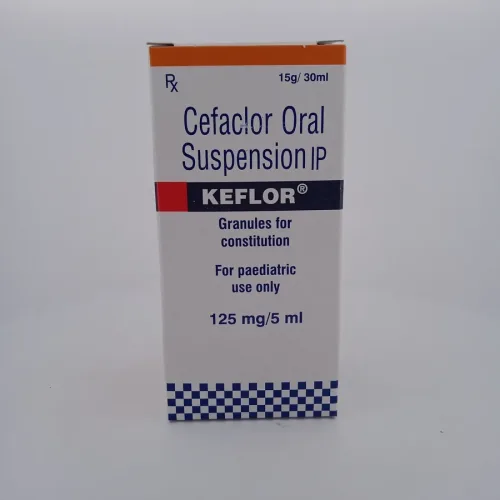 Rx
15g/ 30ml
Cefaclor Oral
Suspension IP
KEFLOR®
Granules for
constitution
For paediatric
use only
125 mg/5 ml